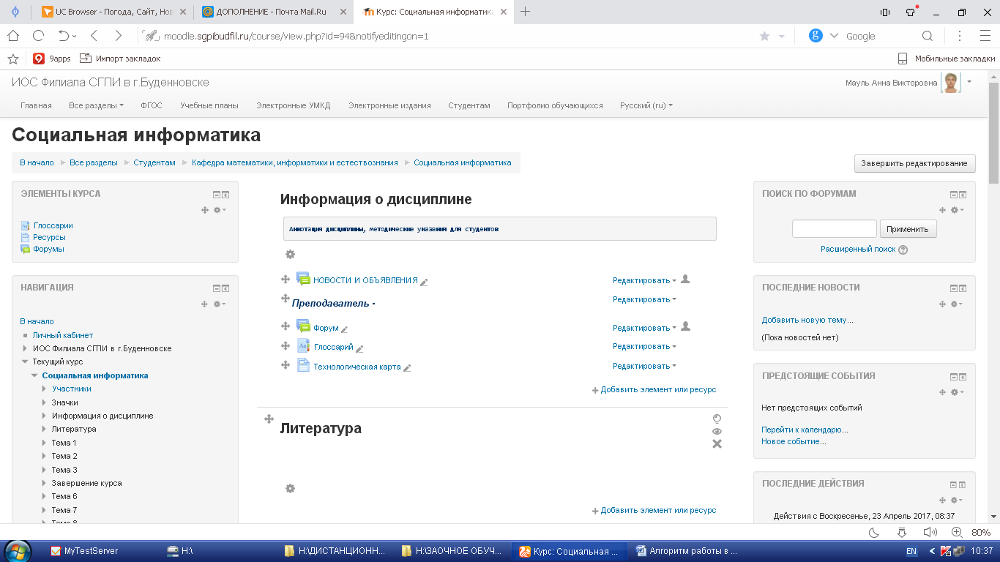 UC Browser - Погода, Сайт, Нов
ДОПОЛНЕНИЕ - Почта Mail.Ru
Курс: Социальная информатика
moodle.sgpibudfil.ru/course/view.php?id=94&notifyeditingon=1
Google
9apps
Импорт закладок
Мобильные закладки
ИОС Филиала СГПИ в г.Буденновске
Мауль Анна Викторовна
Главная
Все разделы
ФГОС
Учебные планы
Электронные УМКД
Электронные издания
Студентам
Портфолио обучающихся
Русский (ru)
Социальная информатика
В начало
Все разделы
Студентам
Кафедра математики, информатики и естествознания
Социальная информатика
Завершить редактирование
ЭЛЕМЕНТЫ КУРСА
Глоссарии
Ресурсы
Форумы
НАВИГАЦИЯ
В начало
Личный кабинет
ИОС Филиала СГПИ в г.Буденновске
Текущий курс
Социальная информатика
Участники
Значки
Информация о дисциплине
Литература
Тема 1
Тема 2
Тема 3
Завершение курса
Тема 6
Тема 7
Тема 8
Информация о дисциплине
Аннотация дисциплины, методические указания для студентов
НОВОСТИ И ОБЪЯВЛЕНИЯ
Редактировать
Преподаватель -
Редактировать
Форум
Редактировать
Глоссарий
Редактировать
Технологическая карта
Редактировать
Добавить элемент или ресурс
Литература
Добавить элемент или ресурс
ПОИСК ПО ФОРУМАМ
Применить
Расширенный поиск
ПОСЛЕДНИЕ НОВОСТИ
Добавить новую тему...
(Пока новостей нет)
ПРЕДСТОЯЩИЕ СОБЫТИЯ
Нет предстоящих событий
Перейти к календарю...
Новое событие...
ПОСЛЕДНИЕ ДЕЙСТВИЯ
Действия с Воскресенье, 23 Апрель 2017, 08:37
80%
MyTestServer
H:\
H:\ДИСТАНЦИОНН...
H:\ЗАОЧНОЕ ОБУЧ...
Курс: Социальная ...
Алгоритм работы в ...
EN
10:37